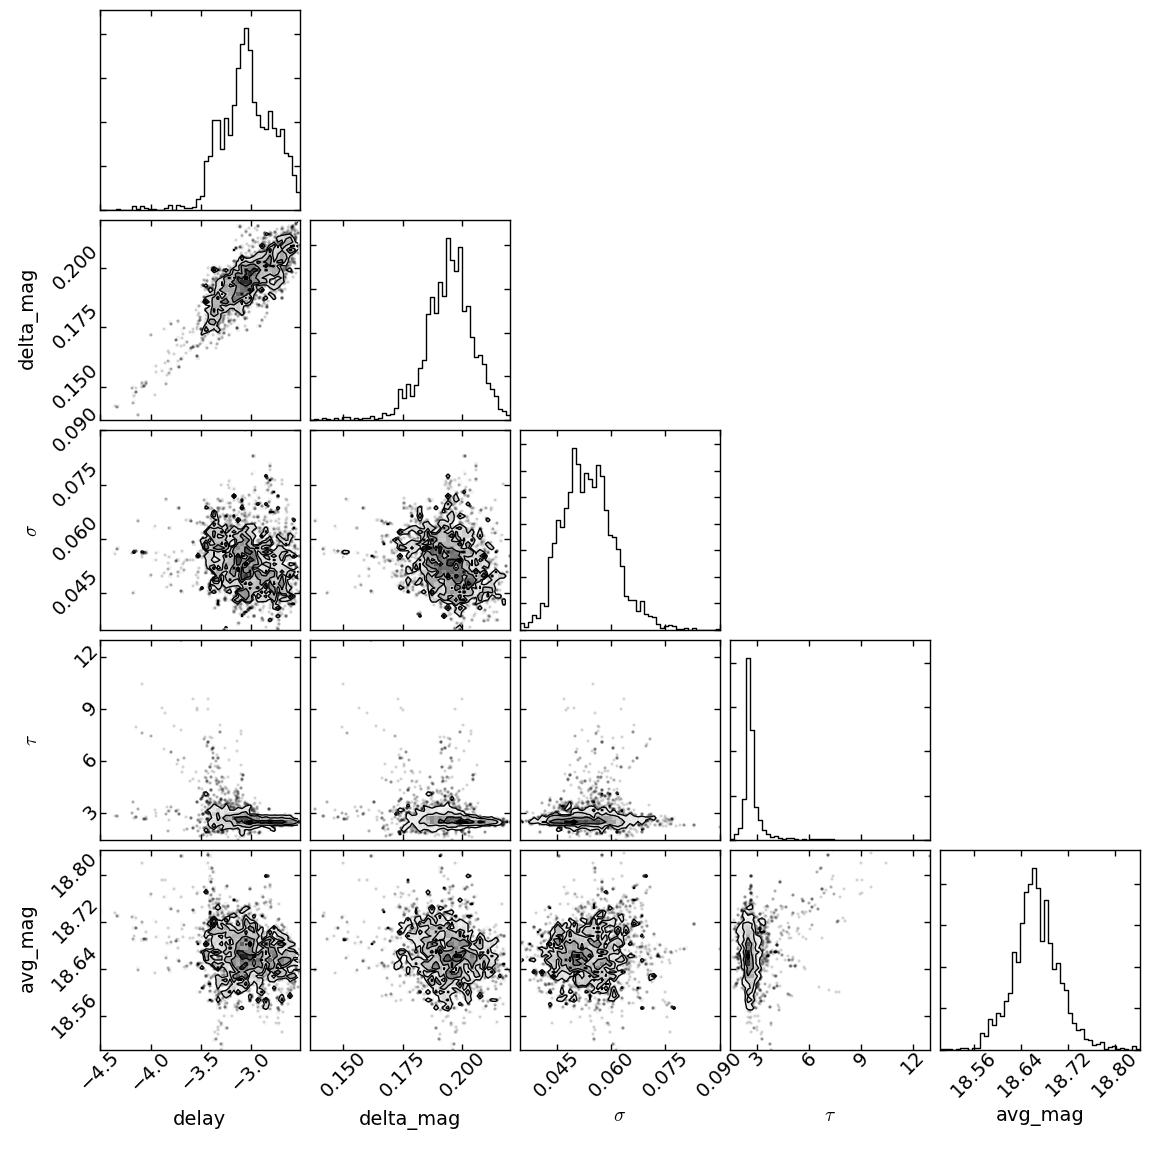 delta_mag
0.200
0.175
0.150
0.090
σ
0.090
0.075
0.060
0.045
τ
12
9
6
3
avg_mag
18.80
18.72
18.64
18.56
−4.5 −4.0 −3.5 −3.0
0.150 0.175 0.200
0.045 0.060 0.075 0.090
3 6 9 12
18.56 18.64 18.72 18.80
delay delta_mag σ τ avg_mag